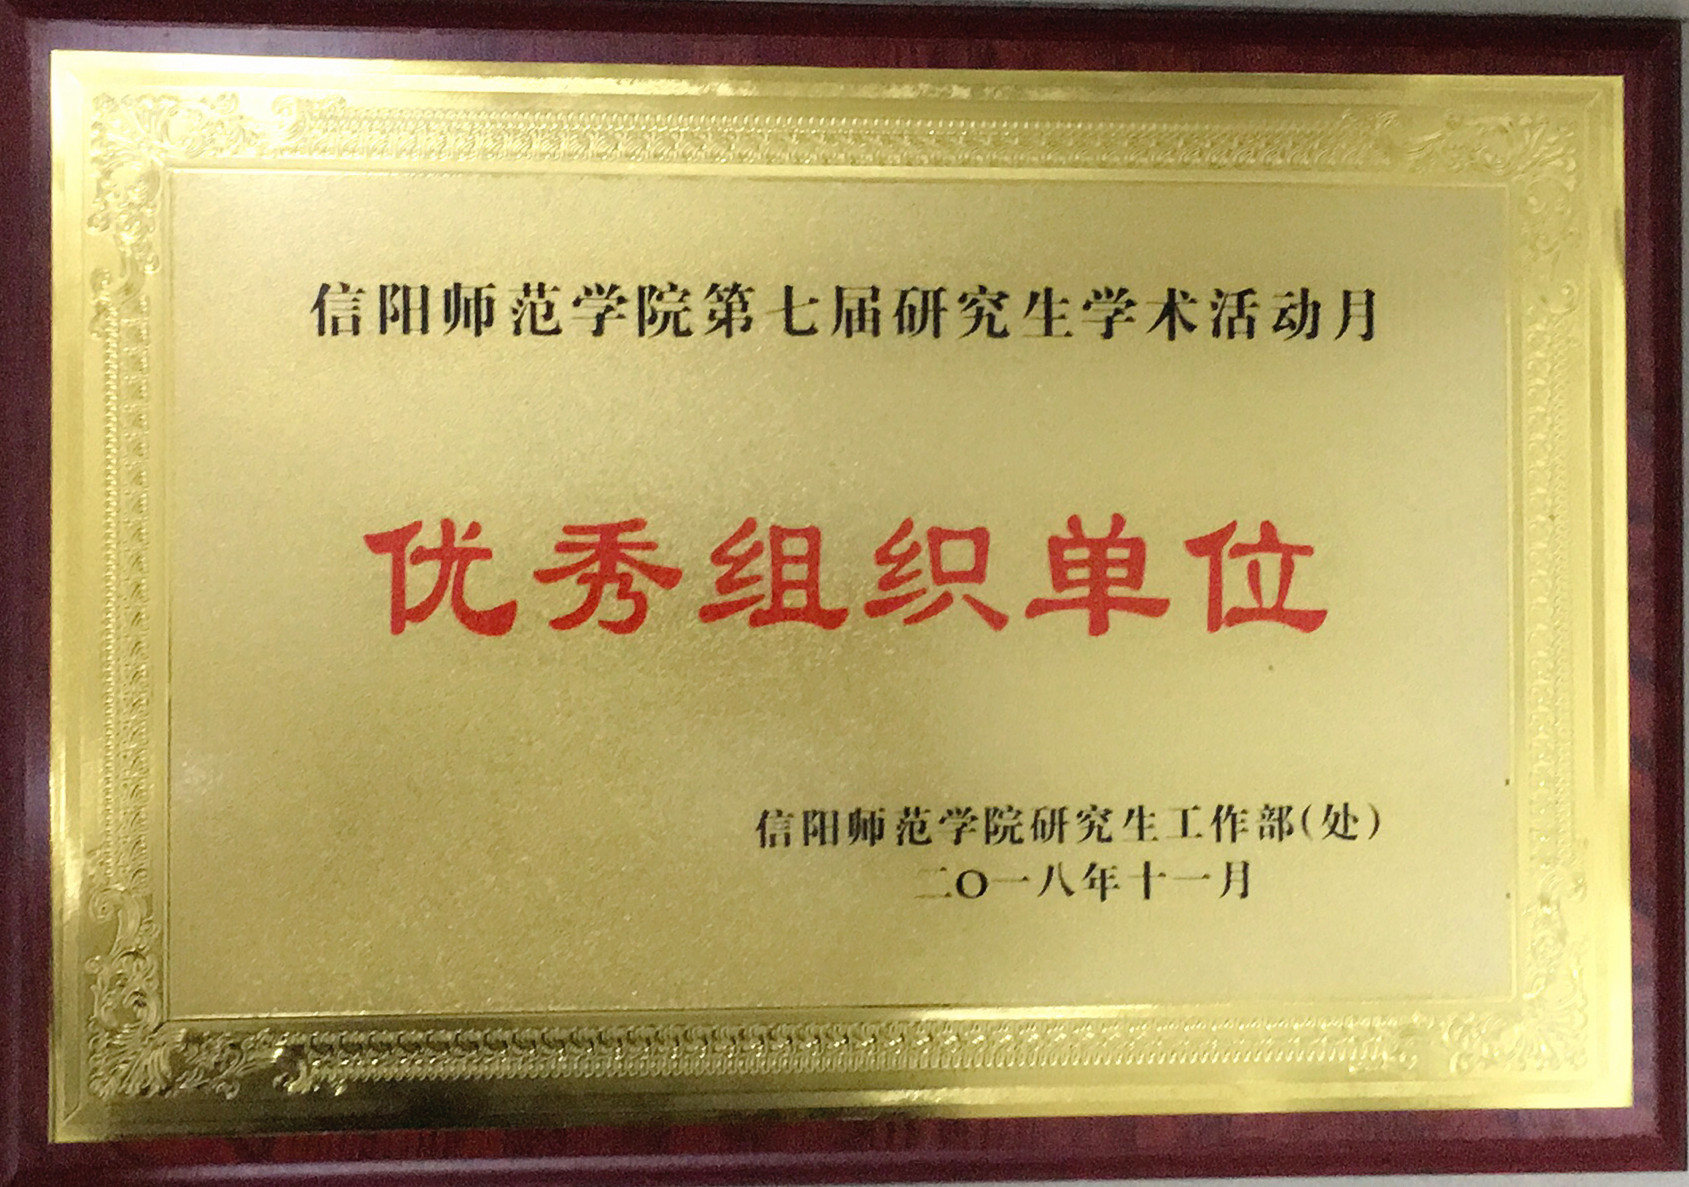 信阳师范学院第七届研究生学术活动月
优秀组织单位
信阳师范学院研究生工作部(处)
二〇一八年十一月